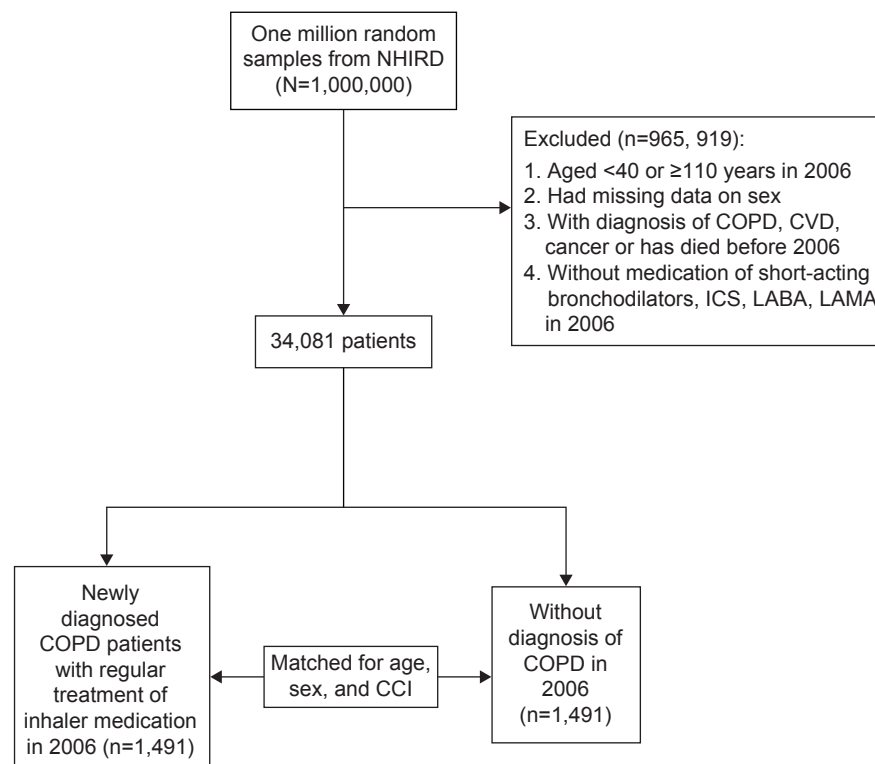 One million random
samples from NHIRD
(N=1,000,000)
Excluded (n=965, 919):
1. Aged <40 or ≥110 years in 2006
2. Had missing data on sex
3. With diagnosis of COPD, CVD,
cancer or has died before 2006
4. Without medication of short-acting
bronchodilators, ICS, LABA, LAMA
in 2006
34,081 patients
Newly
diagnosed
COPD patients
with regular
treatment of
inhaler medication
in 2006 (n=1,491)
Matched for age,
sex, and CCI
Without
diagnosis of
COPD in
2006
(n=1,491)